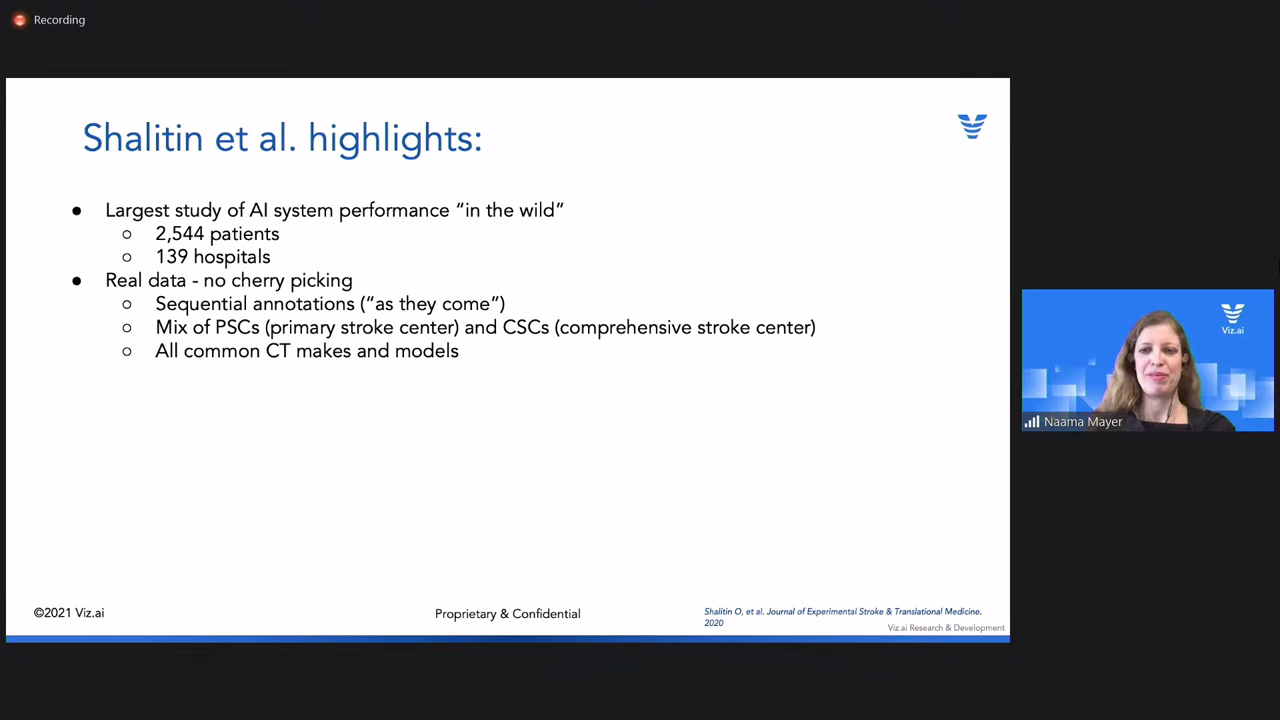 Recording
Shalitin et al. highlights:
● Largest study of AI system performance “in the wild”
○ 2,544 patients
○ 139 hospitals
● Real data - no cherry picking
○ Sequential annotations (“as they come”)
○ Mix of PSCs (primary stroke center) and CSCs (comprehensive stroke center)
○ All common CT makes and models
Viz.ai
Naama Mayer
©2021 Viz.ai
Proprietary & Confidential
Shalitin O, et al. Journal of Experimental Stroke & Translational Medicine.
2020
Viz.ai Research & Development